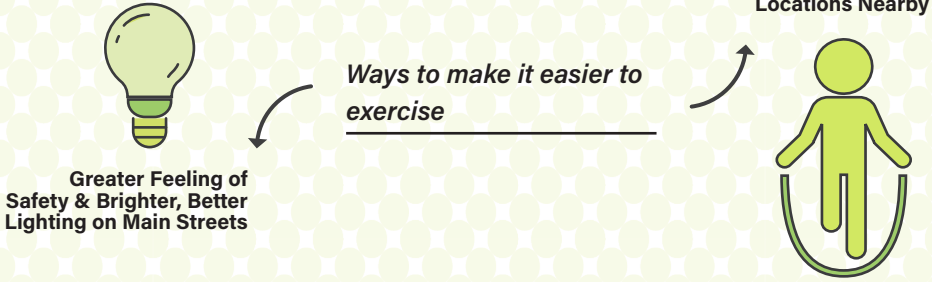 Locations Nearby
Ways to make it easier to
exercise
Greater Feeling of
Safety & Brighter, Better
Lighting on Main Streets